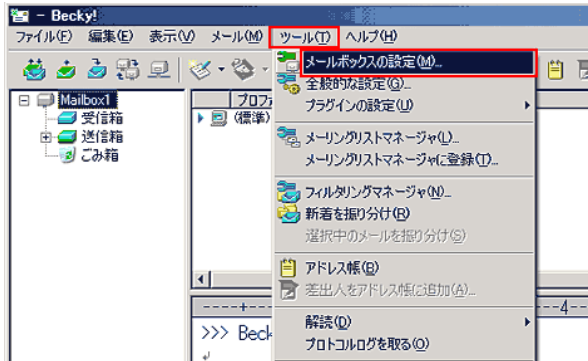 - Becky!
ファイル(F) 編集(E) 表示(V) メール(M) ツール(T) ヘルプ(H)
メールボックスの設定(M)...
全般的な設定(G)...
プラグインの設定(U)
メーリングリストマネージャ(L)...
メーリングリストマネージャに登録(T)...
フィルタリングマネージャ(N)...
新着を振り分け(R)
選択中のメールを振り分け(S)
アドレス帳(B)
差出人をアドレス帳に追加(A)...
解読(D)
プロトコルログを取る(O)
Mailbox1
受信箱
送信箱
ごみ箱
プロフ
(標準)
----+---
---4---
>>> Beck